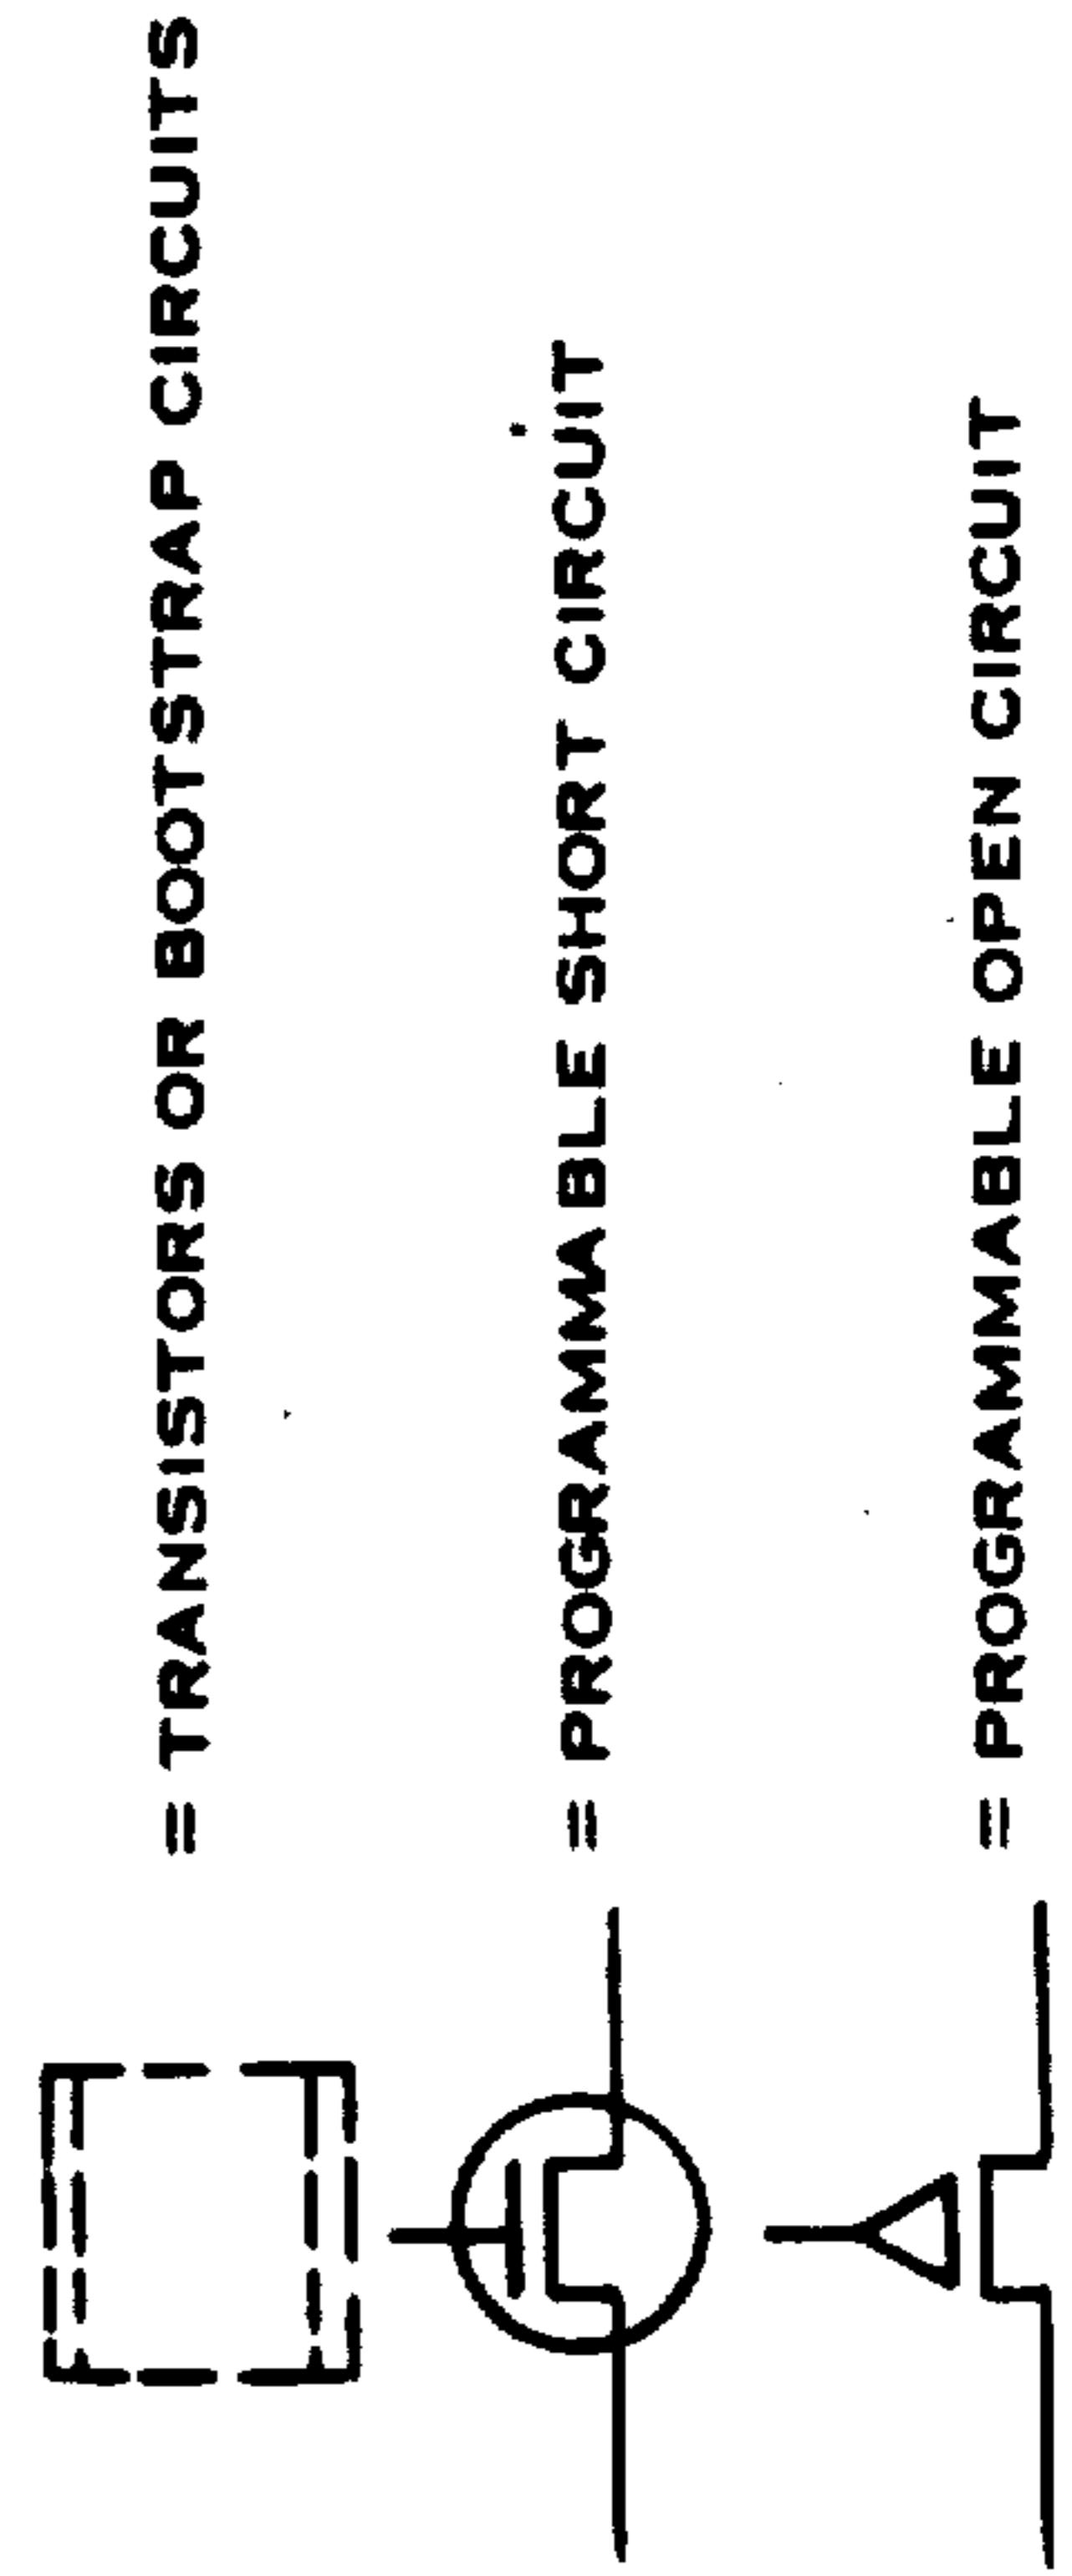 = TRANSISTORS OR BOOTSTRAP CIRCUITS
= PROGRAMMABLE SHORT CIRCUIT
= PROGRAMMABLE OPEN CIRCUIT